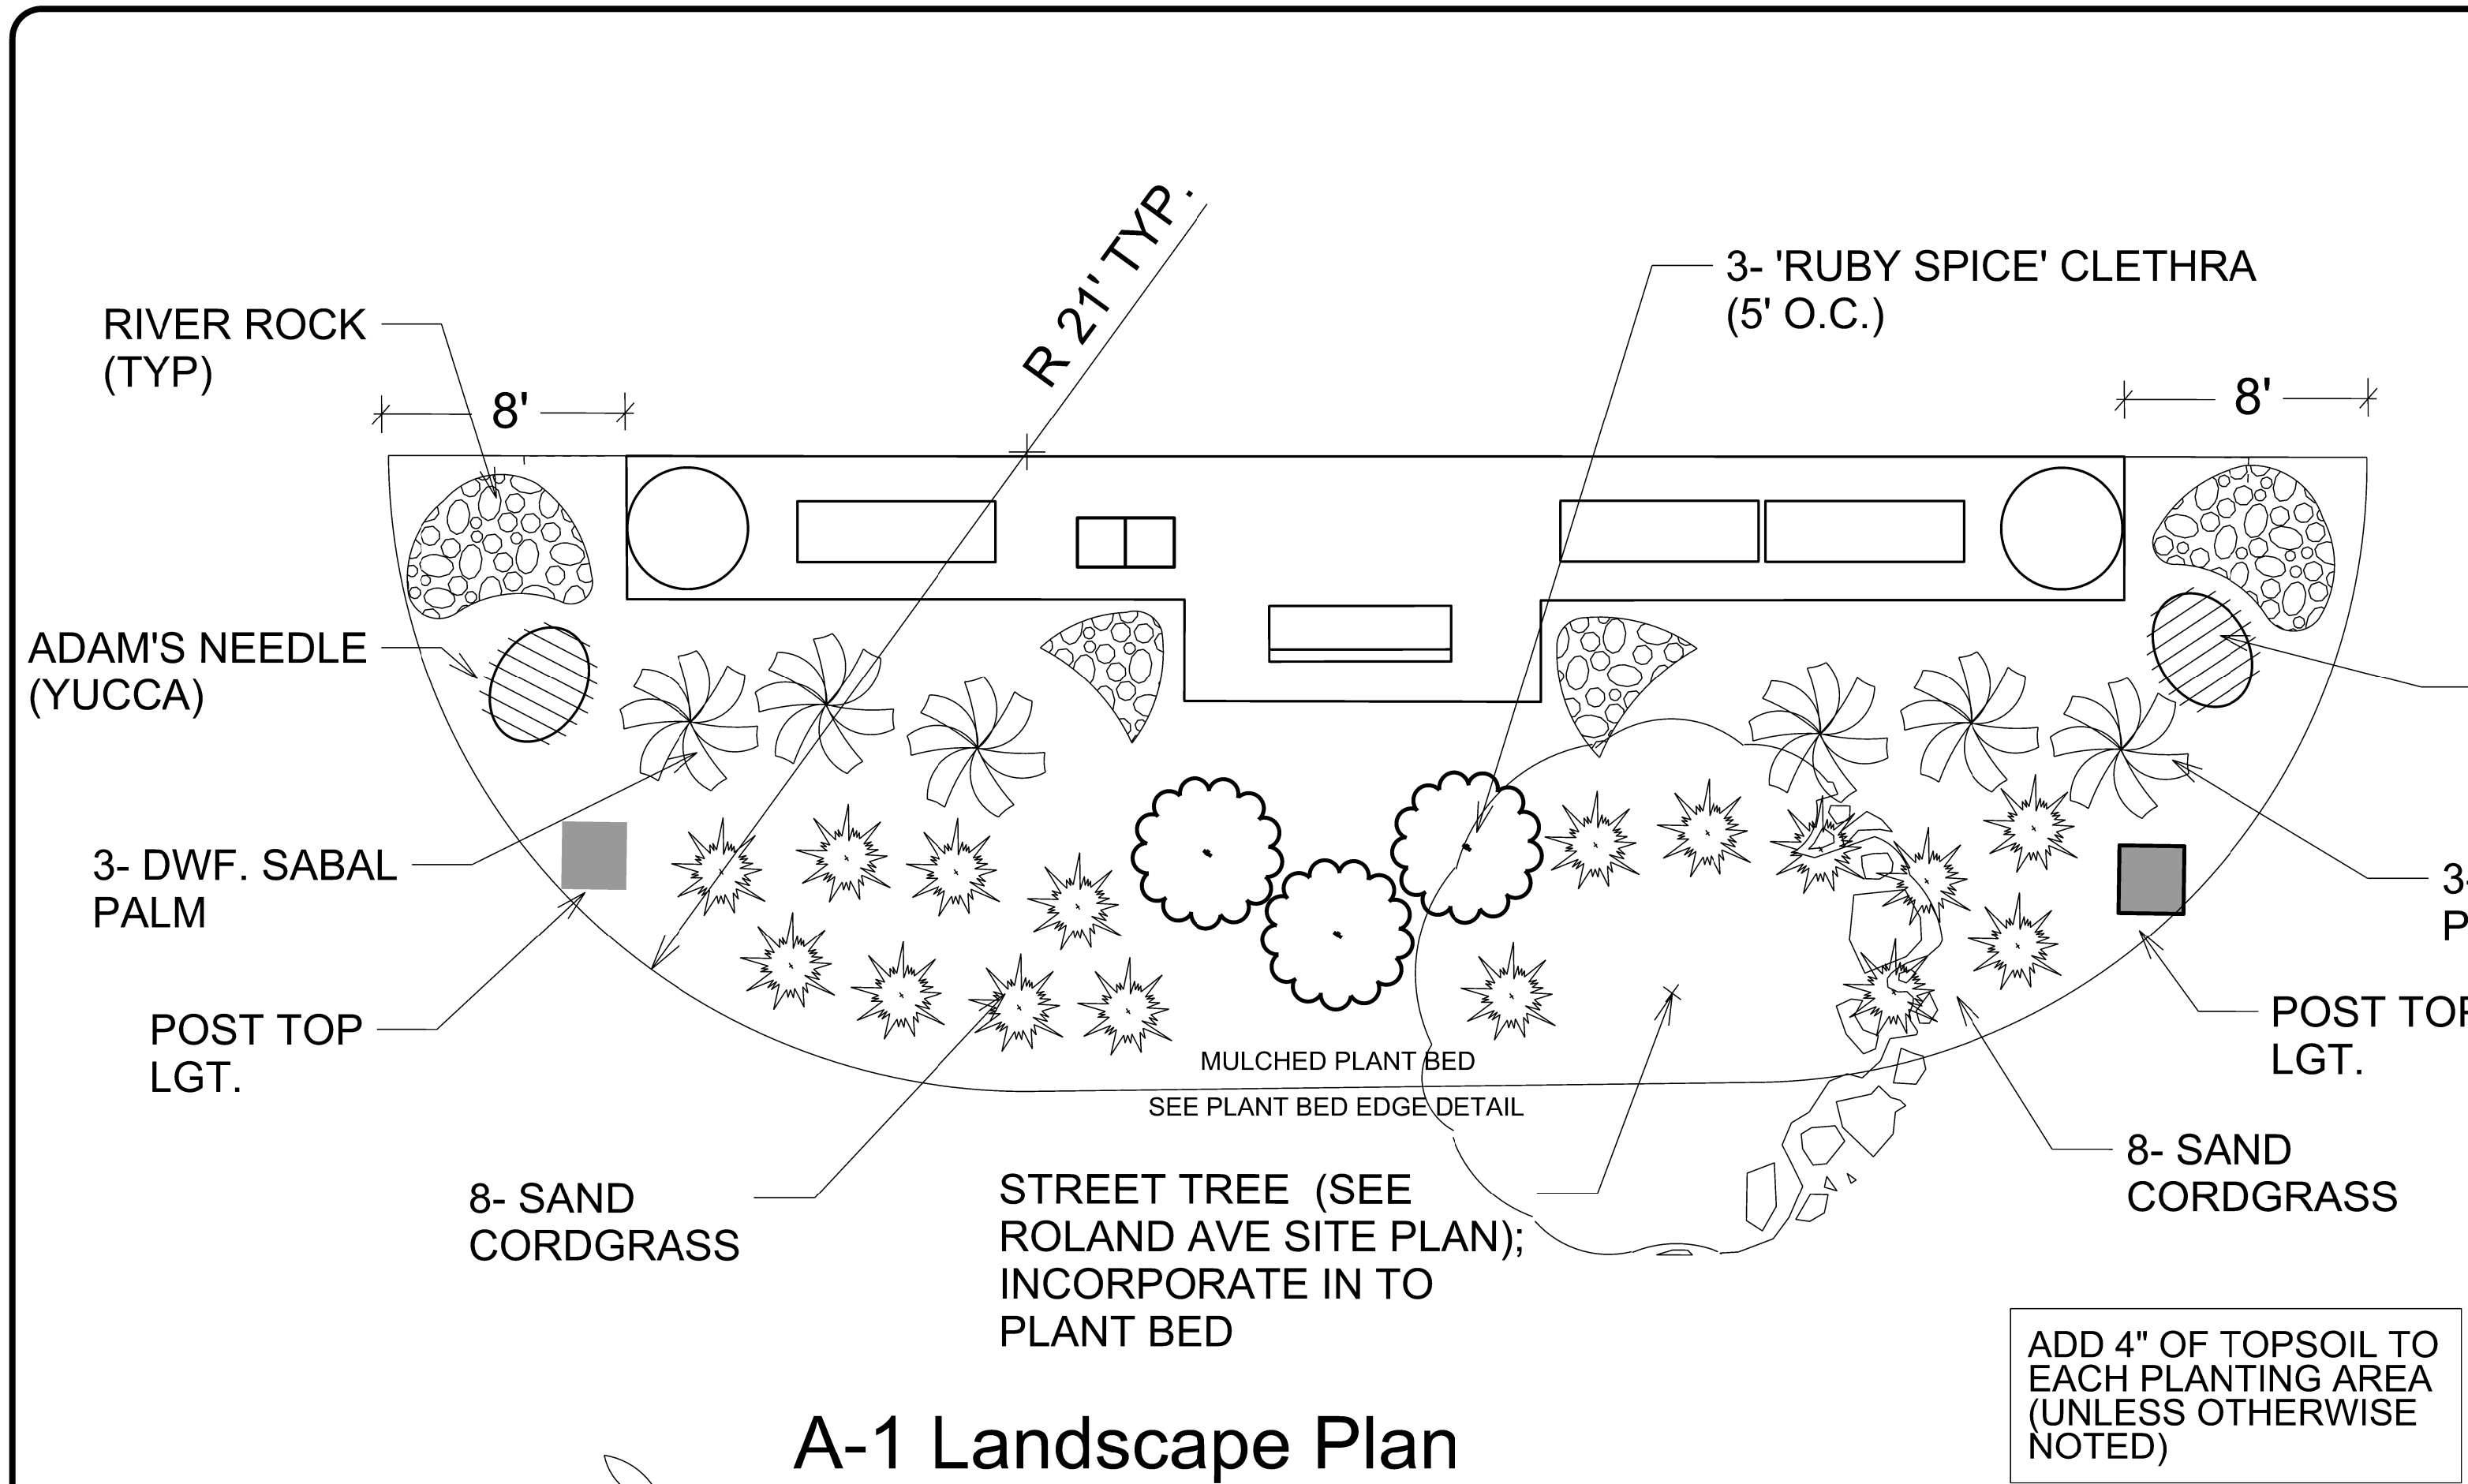 R 21' TYP.
3- 'RUBY SPICE' CLETHRA
(5' O.C.)
RIVER ROCK
(TYP)
8'
8'
ADAM'S NEEDLE
(YUCCA)
3- DWF. SABAL
PALM
3-
P
POST TOP
LGT.
POST TOP
LGT.
MULCHED PLANT BED
SEE PLANT BED EDGE DETAIL
8- SAND
CORDGRASS
8- SAND
CORDGRASS
STREET TREE (SEE
ROLAND AVE SITE PLAN);
INCORPORATE IN TO
PLANT BED
ADD 4" OF TOPSOIL TO
EACH PLANTING AREA
(UNLESS OTHERWISE
NOTED)
A-1 Landscape Plan